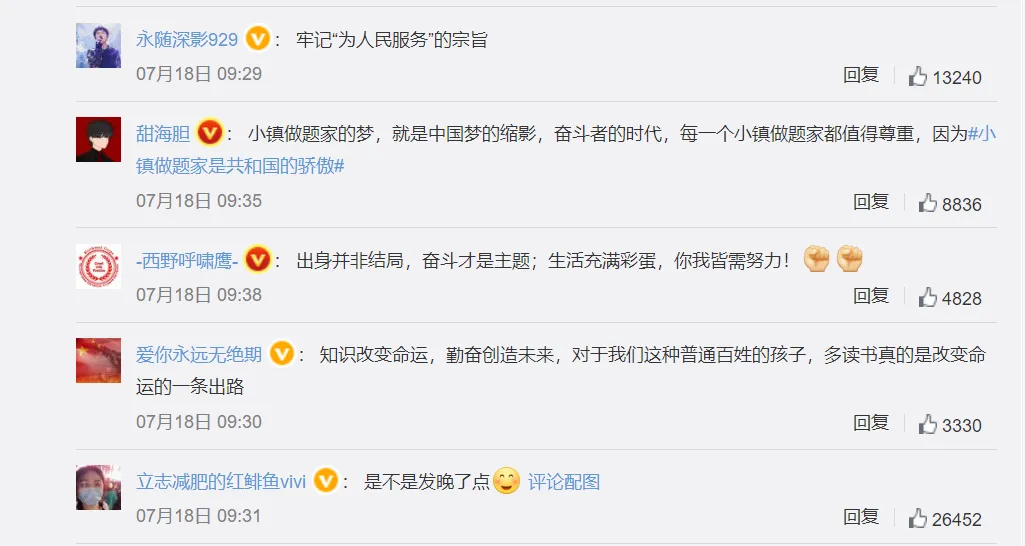 永随深影929 : 牢记“为人民服务”的宗旨
07月18日 09:29
回复 13240
甜海胆 : 小镇做题家的梦，就是中国梦的缩影，奋斗者的时代，每一个小镇做题家都值得尊重，因为#小
镇做题家是共和国的骄傲#
07月18日 09:35
回复 8836
-西野呼啸鹰- : 出身并非结局，奋斗才是主题；生活充满彩蛋，你我皆需努力！
07月18日 09:38
回复 4828
爱你永远无绝期 : 知识改变命运，勤奋创造未来，对于我们这种普通百姓的孩子，多读书真的是改变命
运的一条出路
07月18日 09:30
回复 3330
立志减肥的红鲱鱼vivi : 是不是发晚了点 评论配图
07月18日 09:31
回复 26452